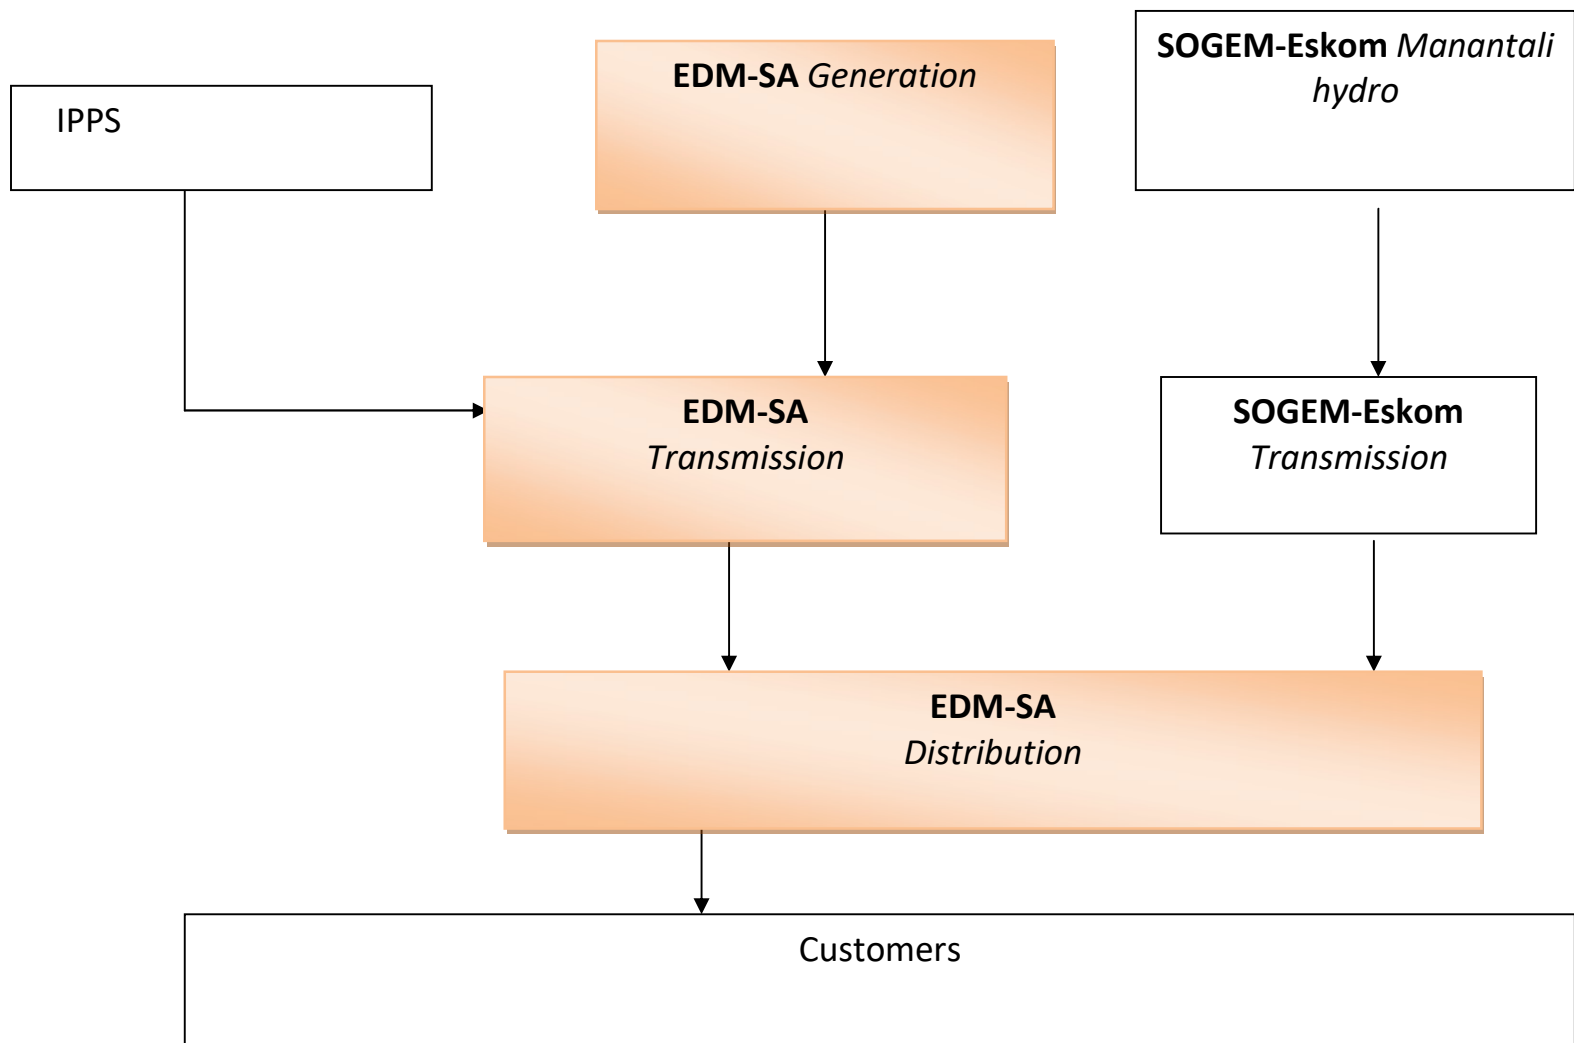 SOGEM-Eskom Manantali
hydro
EDM-SA Generation
IPPS
EDM-SA
Transmission
SOGEM-Eskom
Transmission
EDM-SA
Distribution
Customers